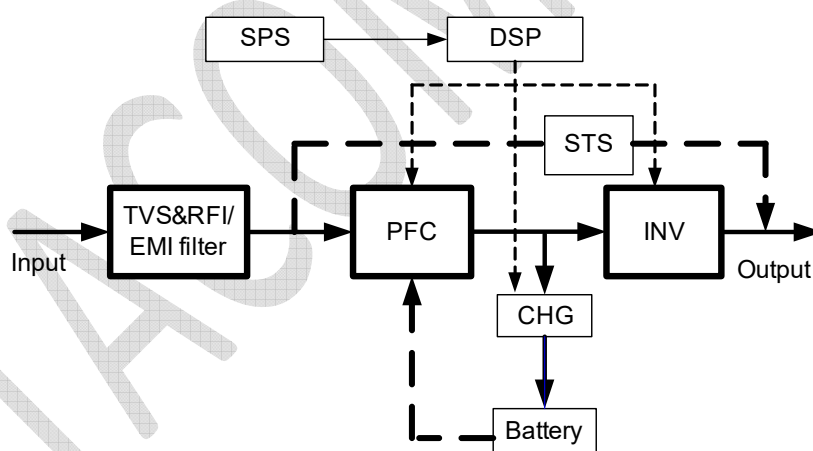 SPS
DSP
STS
TVS&RFI/
EMI filter
PFC
INV
Input
Output
CHG
Battery